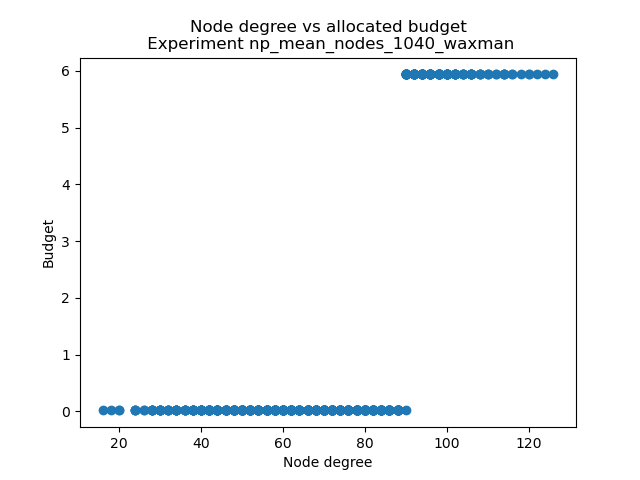 Node degree vs allocated budget
Experiment np_mean_nodes_1040_waxman
6
5
4
3
2
1
0
Budget
20 40 60 80 100 120
Node degree